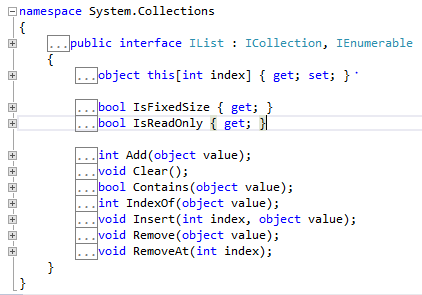 namespace System.Collections
{
...public interface IList : ICollection, IEnumerable
{
...object this[int index] { get; set; }
...bool IsFixedSize { get; }
...bool IsReadOnly { get; }
...int Add(object value);
...void Clear();
...bool Contains(object value);
...int IndexOf(object value);
...void Insert(int index, object value);
...void Remove(object value);
...void RemoveAt(int index);
}
}